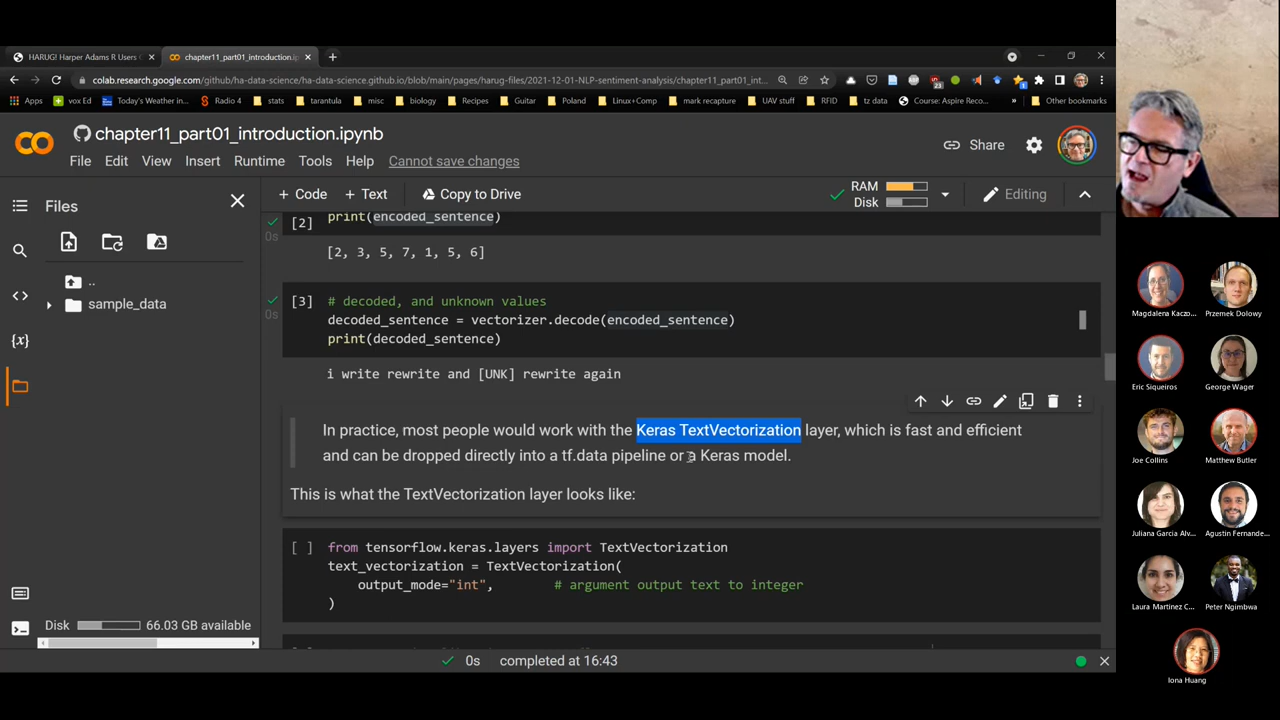 HARUG! Harper Adams R Users
chapter11_part01_introduction.ip
colab.research.google.com/github/ha-data-science/ha-data-science.github.io/blob/main/pages/harug-files/2021-12-01-NLP-sentiment-analysis/chapter11_part01_int...
23
1
Apps
vox Ed
Today's Weather in...
Radio 4
stats
tarantula
misc
biology
Recipes
Guitar
Poland
Linux+Comp
mark recapture
UAV stuff
RFID
tz data
Course: Aspire Reco...
»
Other bookmarks
chapter11_part01_introduction.ipynb
Share
File Edit View Insert Runtime Tools Help Cannot save changes
Files
+ Code + Text Copy to Drive
RAM
Disk
Editing
[2] print(encoded_sentence)
0s
[2, 3, 5, 7, 1, 5, 6]
..
sample_data
[3] # decoded, and unknown values
0s
decoded_sentence = vectorizer.decode(encoded_sentence)
print(decoded_sentence)
i write rewrite and [UNK] rewrite again
In practice, most people would work with the Keras TextVectorization layer, which is fast and efficient
and can be dropped directly into a tf.data pipeline or a Keras model.
This is what the TextVectorization layer looks like:
[ ] from tensorflow.keras.layers import TextVectorization
text_vectorization = TextVectorization(
output_mode="int", # argument output text to integer
)
{x}
Disk 66.03 GB available
0s completed at 16:43
Magdalena Kaczo...
Przemek Dolowy
Eric Siqueiros
George Wager
Joe Collins
Matthew Butler
Juliana Garcia Alv...
Agustin Fernande...
Laura Martinez C...
Peter Ngimbwa
Iona Huang